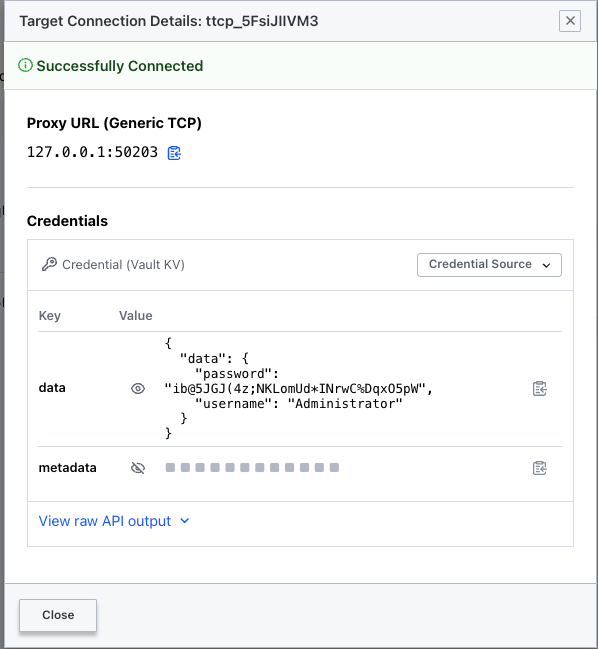 Target Connection Details: ttcp_5FsiJIIVM3
Successfully Connected
Proxy URL (Generic TCP)
127.0.0.1:50203
Credentials
Credential (Vault KV)
Credential Source
Key Value
{
"data": {
"password":
data
"ib@5JGJ(4z;NKLomUd*INrwC%DqxO5pW",
"username": "Administrator"
}
}
metadata
View raw API output
Close